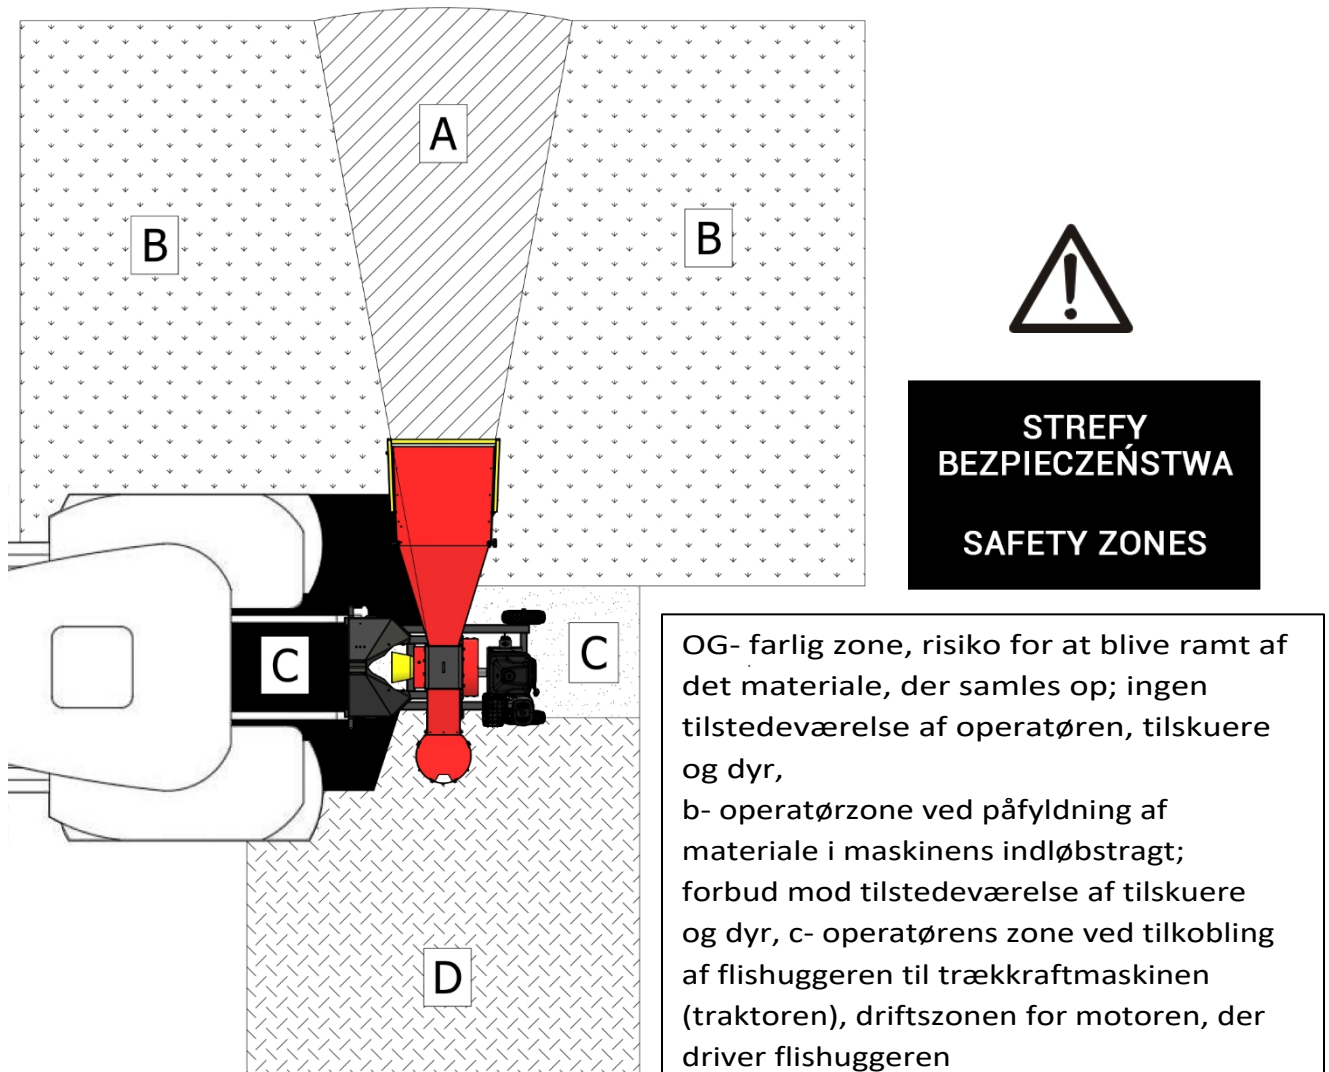 A
B
B
STREFY
BEZPIECZEŃSTWA
SAFETY ZONES
C
C
D
OG- farlig zone, risiko for at blive ramt af
det materiale, der samles op; ingen
tilstedeværelse af operatøren, tilskuere
og dyr,
b- operatørzone ved påfyldning af
materiale i maskinens indløbstragt;
forbud mod tilstedeværelse af tilskuere
og dyr, c- operatørens zone ved tilkobling
af flishuggeren til trækkraftmaskinen
(traktoren), driftszonen for motoren, der
driver flishuggeren